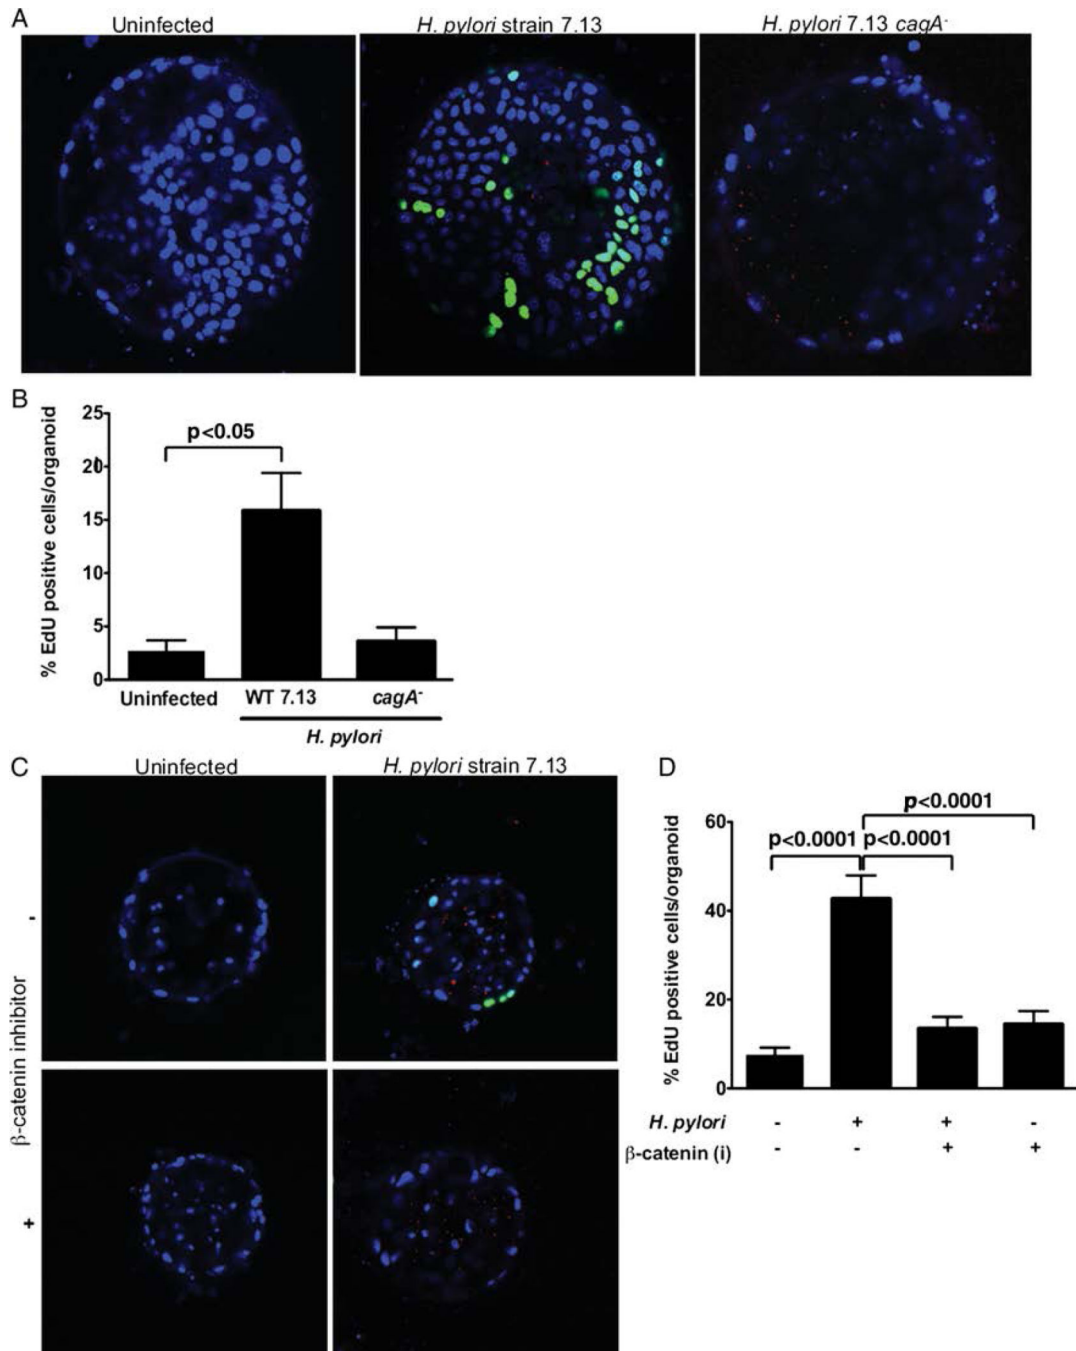 A
Uninfected
H. pylori strain 7.13
H. pylori 7.13 cagA-
B
% EdU positive cells/organoid
25
20
15
10
5
0
p<0.05
Uninfected
WT 7.13
cagA-
H. pylori
C
Uninfected
H. pylori strain 7.13
β-catenin inhibitor
-
+
D
% EdU positive cells/organoid
60
40
20
0
p<0.0001
p<0.0001 p<0.0001
H. pylori - + + -
β-catenin (i) - - + +